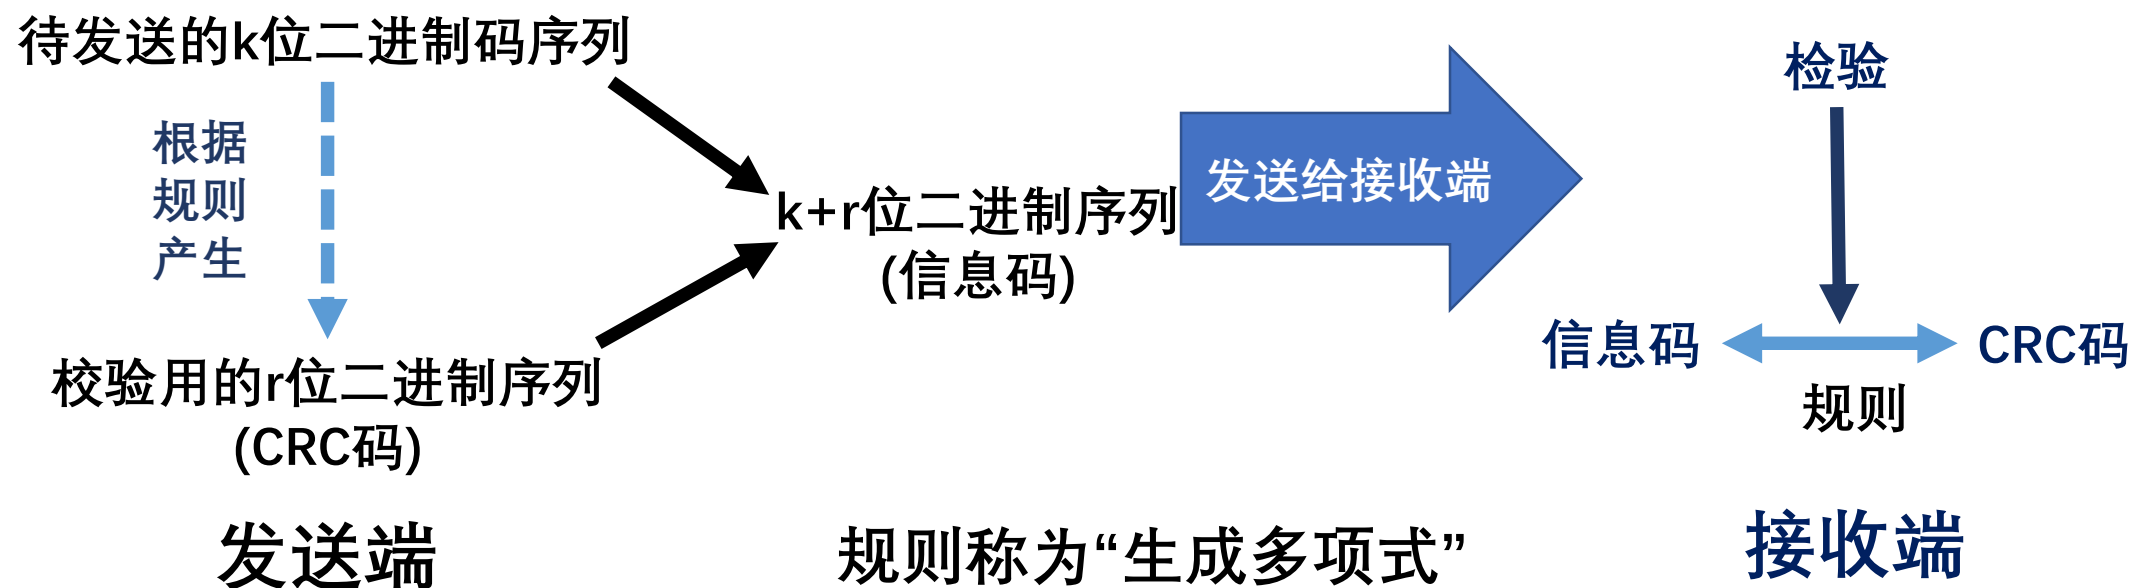 待发送的k位二进制码序列
根据
规则
产生
校验用的r位二进制序列
(CRC码)
发送端
k+r位二进制序列
(信息码)
发送给接收端
规则称为“生成多项式”
检验
信息码
CRC码
规则
接收端